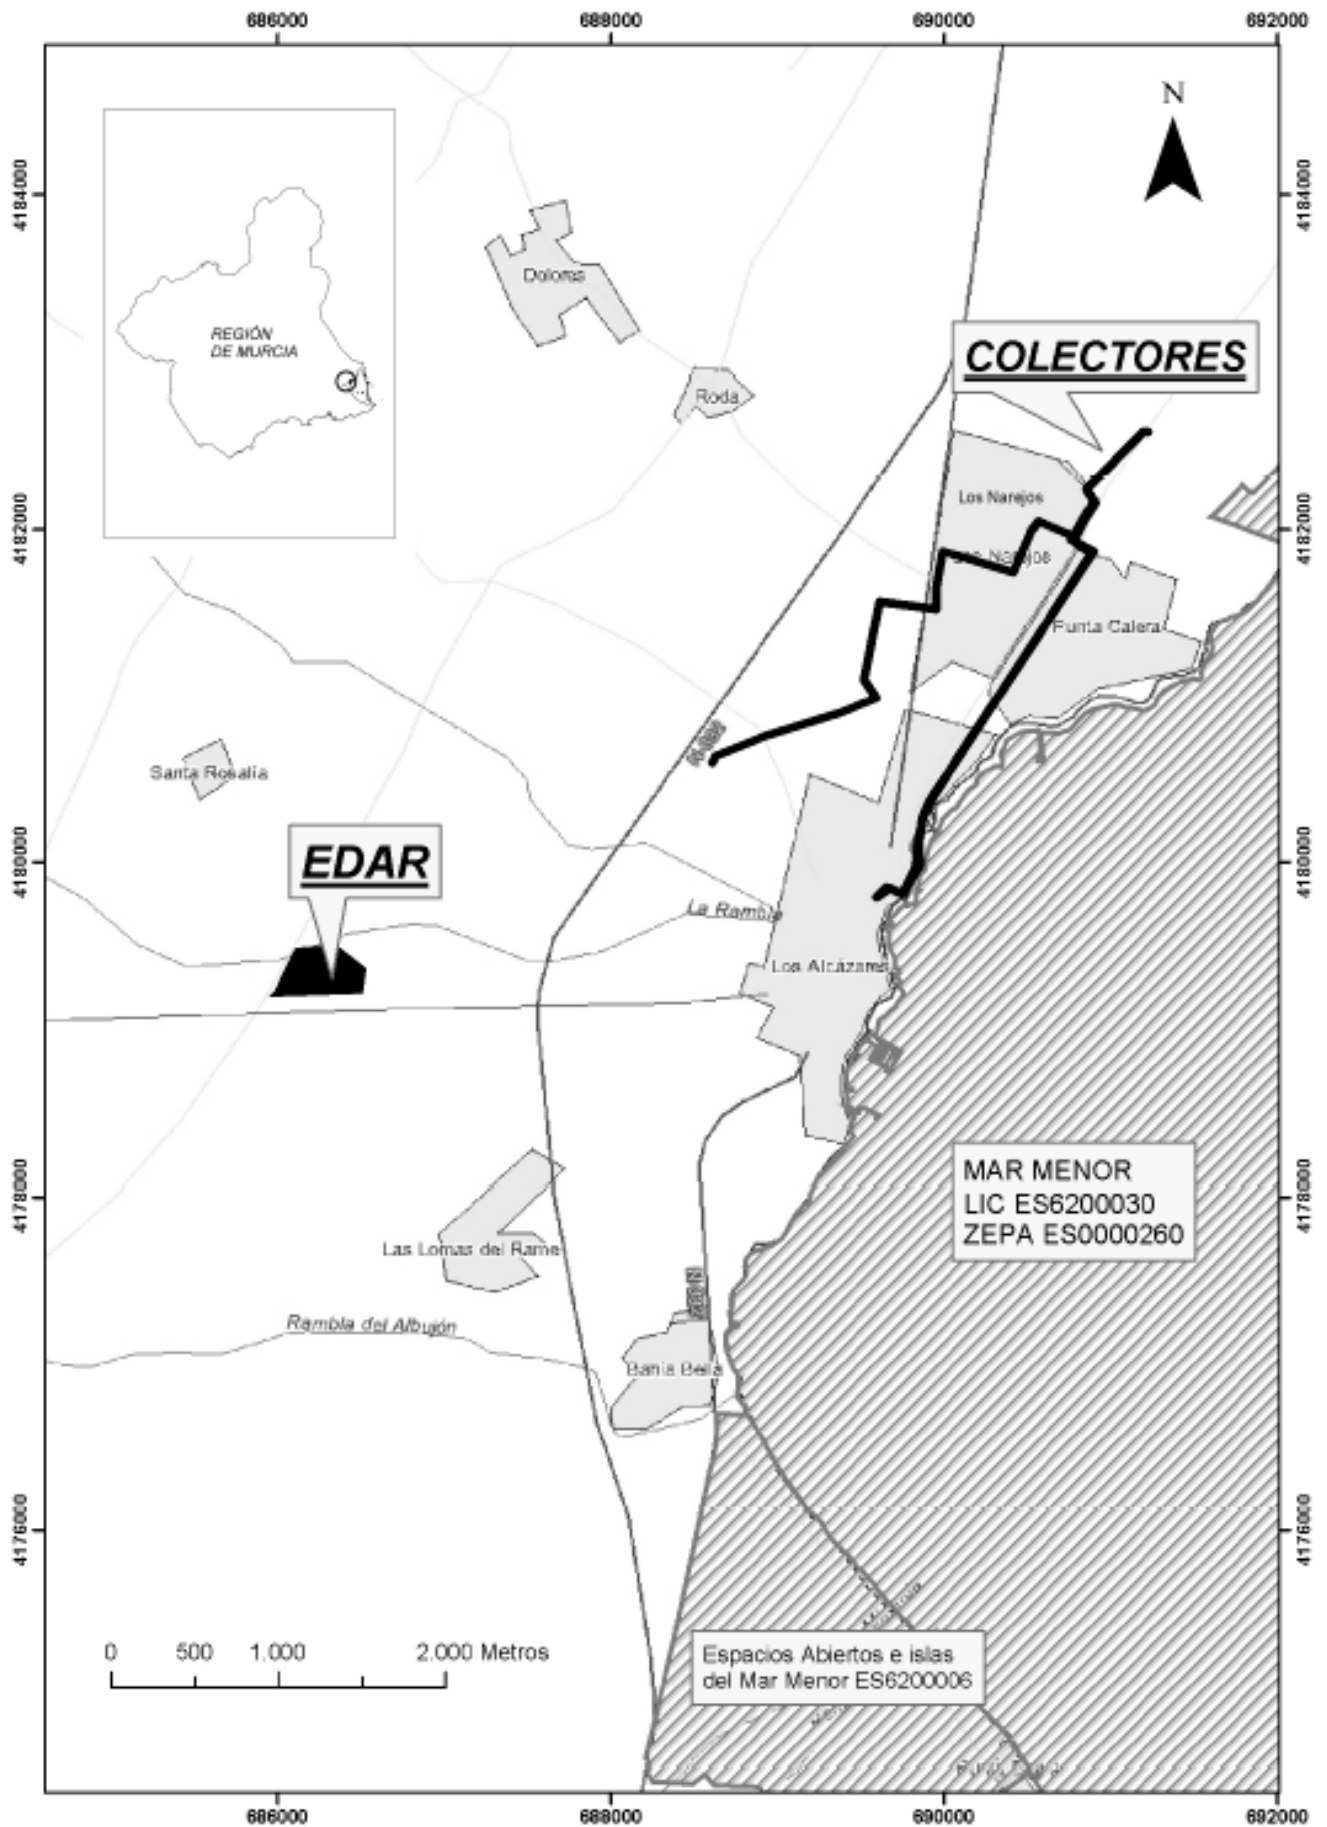 686000
688000
690000
692000
N
4184000
4184000
Dolores
REGIÓN
DE MURCIA
COLECTORES
Roda
Los Narejos
4182000
4182000
Los Narejos
Punta Calera
Santa Rosalía
EDAR
4180000
4180000
La Rambla
Los Alcázares
MAR MENOR
LIC ES6200030
ZEPA ES0000260
4178000
4178000
Las Lomas del Rame
Rambla del Albujón
Bahía Bella
4176000
4176000
0 500 1.000 2.000 Metros
Espacios Abiertos e islas
del Mar Menor ES6200006
686000
688000
690000
692000